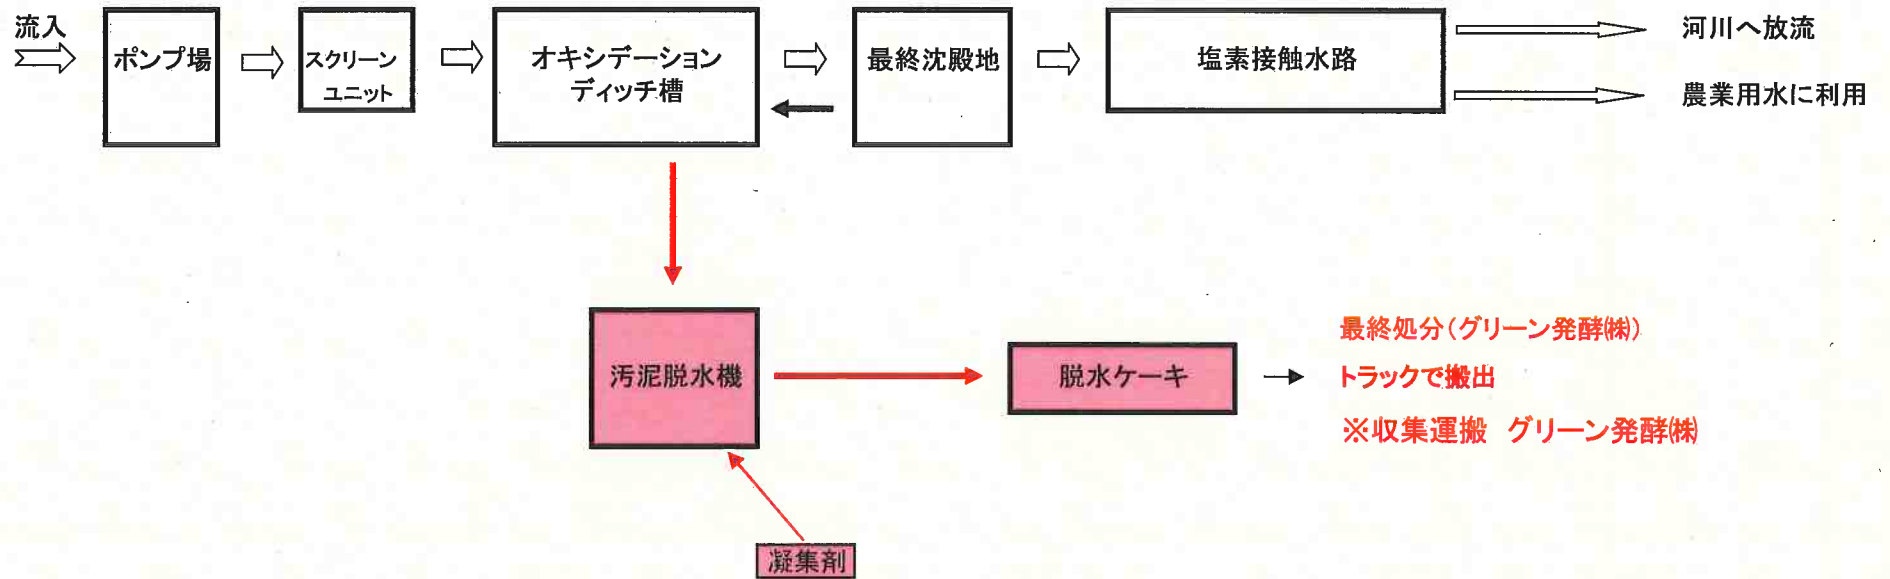 流入
ポンプ場
スクリーン
ユニット
オキシデーション
ディッチ槽
最終沈殿地
塩素接触水路
河川へ放流
農業用水に利用
汚泥脱水機
脱水ケーキ
最終処分(グリーン発酵㈱)
トラックで搬出
※収集運搬 グリーン発酵㈱
凝集剤